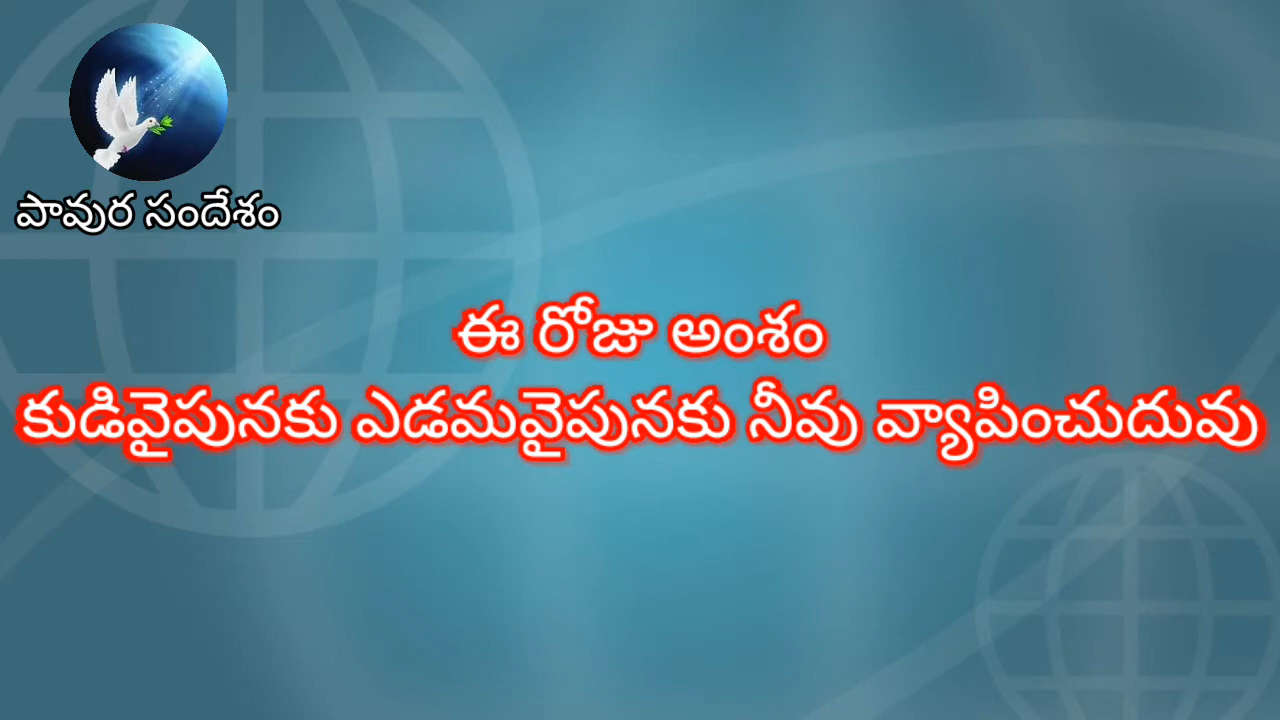 పావుర సందేశం
ఈ రోజు అంశం
కుడివైపునకు ఎడమవైపునకు నీవు వ్యాపించుదువు